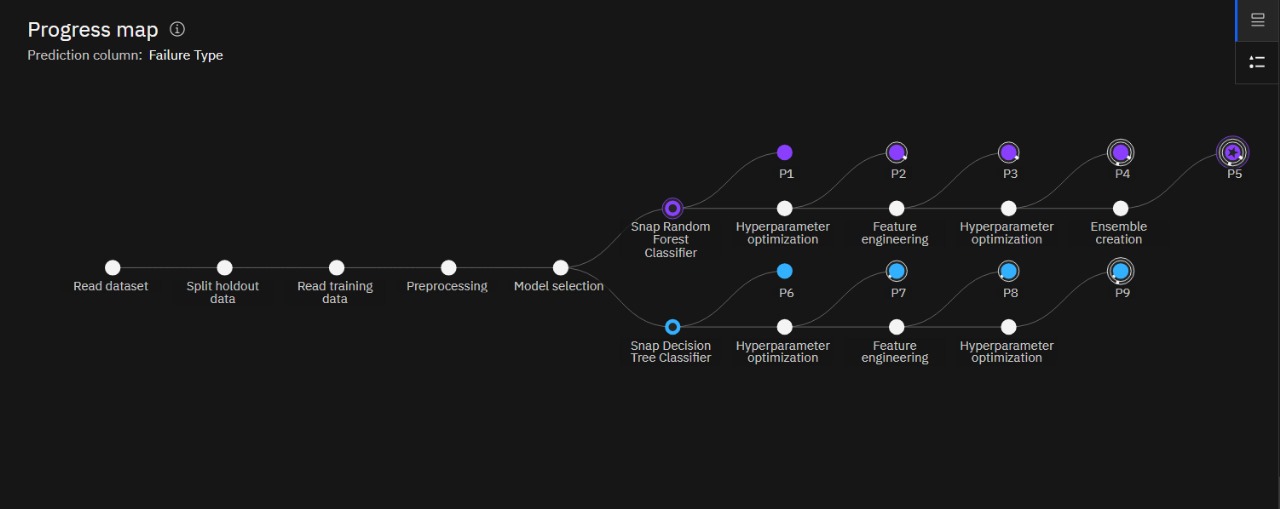 Progress map
Prediction column: Failure Type
P1
P2
P3
P4
P5
Snap Random
Forest
Classifier
Hyperparameter
optimization
Feature
engineering
Hyperparameter
optimization
Ensemble
creation
Read dataset
Split holdout
data
Read training
data
Preprocessing
Model selection
P6
P7
P8
P9
Snap Decision
Tree Classifier
Hyperparameter
optimization
Feature
engineering
Hyperparameter
optimization